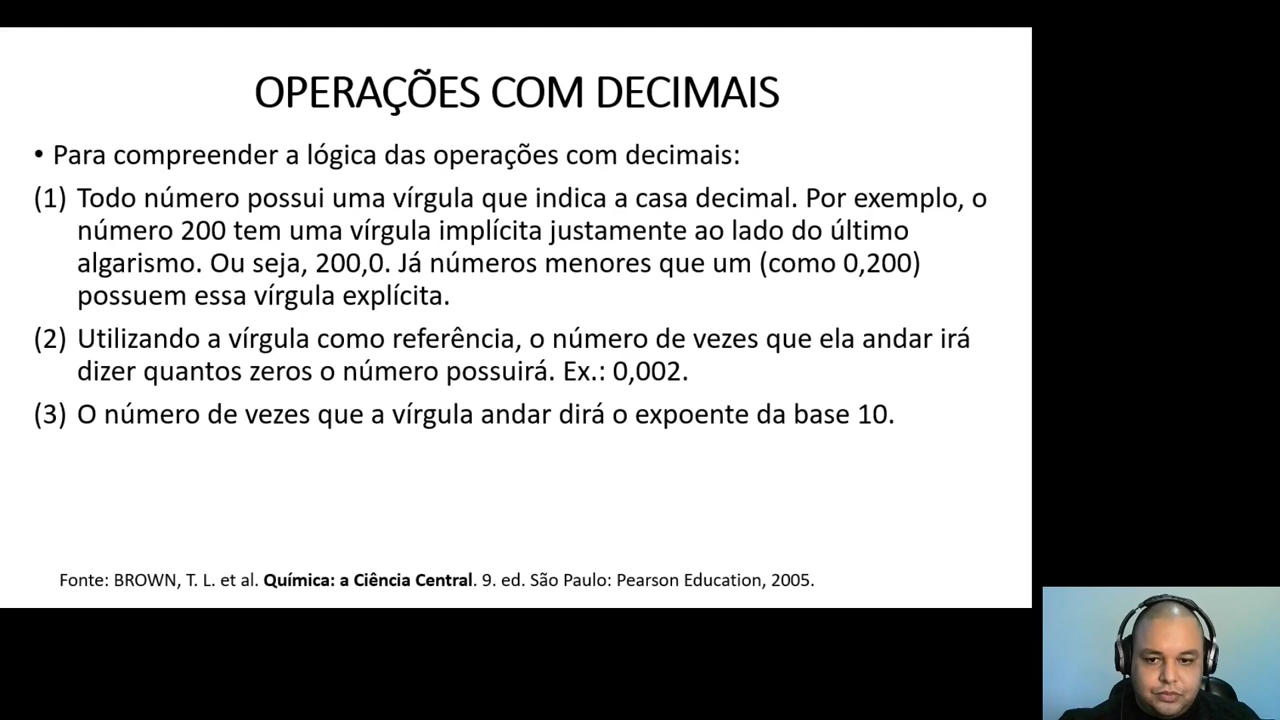 OPERAÇÕES COM DECIMAIS
• Para compreender a lógica das operações com decimais:
(1) Todo número possui uma vírgula que indica a casa decimal. Por exemplo, o
número 200 tem uma vírgula implícita justamente ao lado do último
algarismo. Ou seja, 200,0. Já números menores que um (como 0,200)
possuem essa vírgula explícita.
(2) Utilizando a vírgula como referência, o número de vezes que ela andar irá
dizer quantos zeros o número possuirá. Ex.: 0,002.
(3) O número de vezes que a vírgula andar dirá o expoente da base 10.
Fonte: BROWN, T. L. et al. Química: a Ciência Central. 9. ed. São Paulo: Pearson Education, 2005.